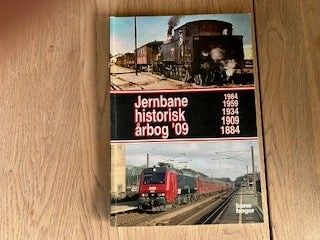 Jernbane
historisk
årbog '09
1984
1959
1934
1909
1884
bane
bøger